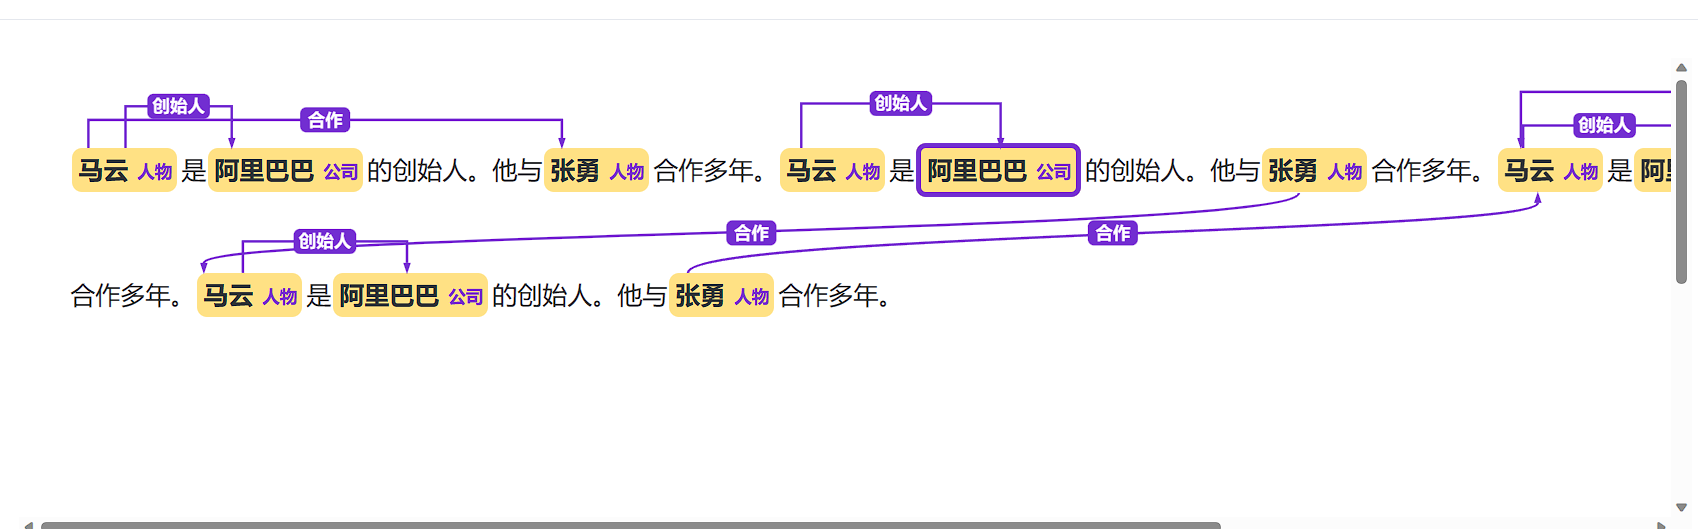 创始人 创始人
合作 创始人
马云 人物 是 阿里巴巴 公司 的创始人。他与 张勇 人物 合作多年。 马云 人物 是 阿里巴巴 公司 的创始人。他与 张勇 人物 合作多年。 马云 人物 是
创始人 合作 合作
合作多年。 马云 人物 是 阿里巴巴 公司 的创始人。他与 张勇 人物 合作多年。